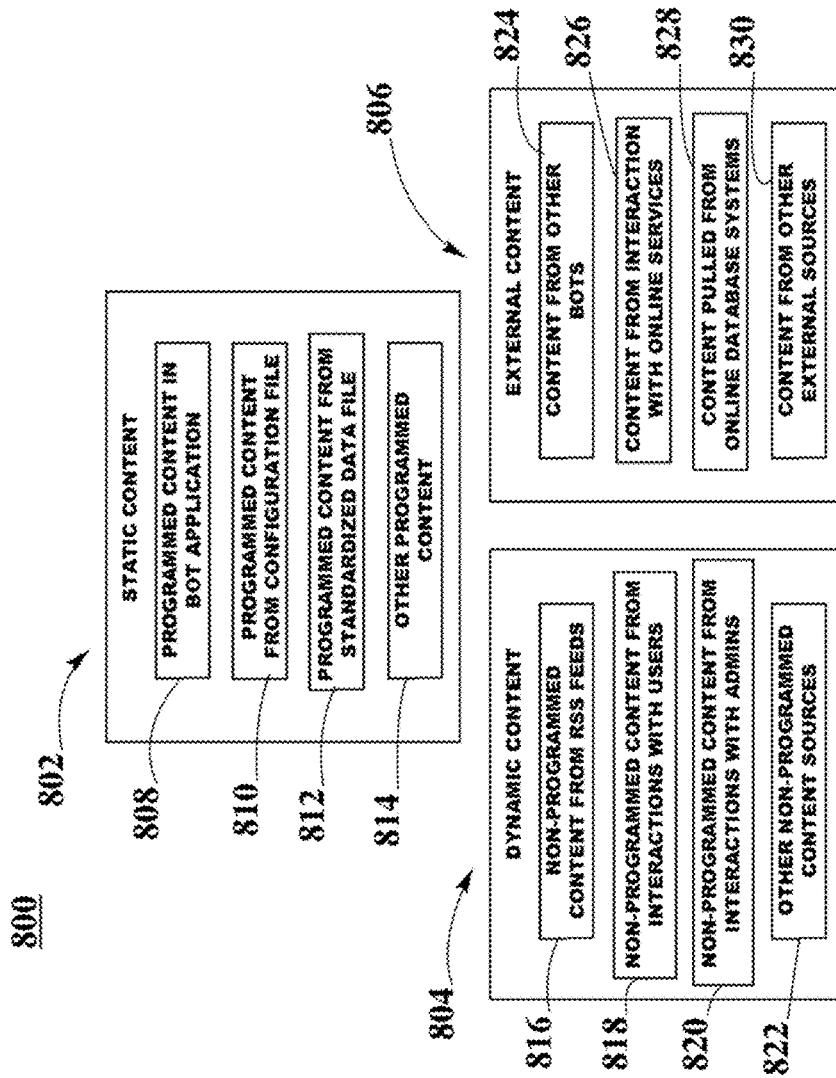 800
802
STATIC CONTENT
808
PROGRAMMED CONTENT IN
BOT APPLICATION
810
PROGRAMMED CONTENT
FROM CONFIGURATION FILE
812
PROGRAMMED CONTENT FROM
STANDARDIZED DATA FILE
814
OTHER PROGRAMMED
CONTENT
804
DYNAMIC CONTENT
816
NON-PROGRAMMED
CONTENT FROM RSS FEEDS
818
NON-PROGRAMMED CONTENT FROM
INTERACTIONS WITH USERS
820
NON-PROGRAMMED CONTENT FROM
INTERACTIONS WITH ADMINS
822
OTHER NON-PROGRAMMED
CONTENT SOURCES
806
EXTERNAL CONTENT
824
CONTENT FROM OTHER
BOTS
826
CONTENT FROM INTERACTION
WITH ONLINE SERVICES
828
CONTENT PULLED FROM
ONLINE DATABASE SYSTEMS
830
CONTENT FROM OTHER
EXTERNAL SOURCES